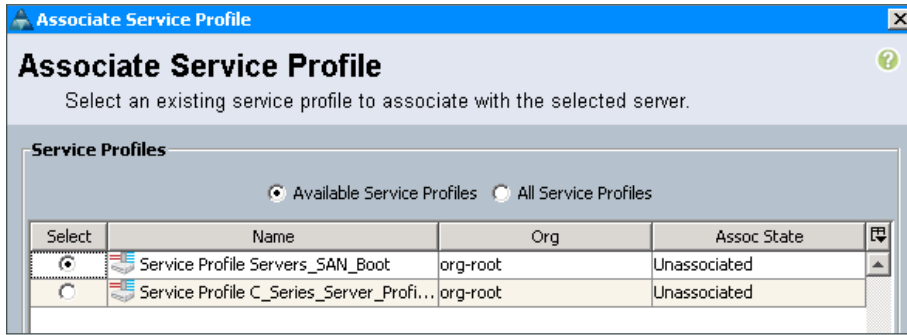 Associate Service Profile
Associate Service Profile
Select an existing service profile to associate with the selected server.
Service Profiles
Available Service Profiles All Service Profiles
Select Name Org Assoc State
Service Profile Servers_SAN_Boot org-root Unassociated
Service Profile C_Series_Server_Profi... org-root Unassociated